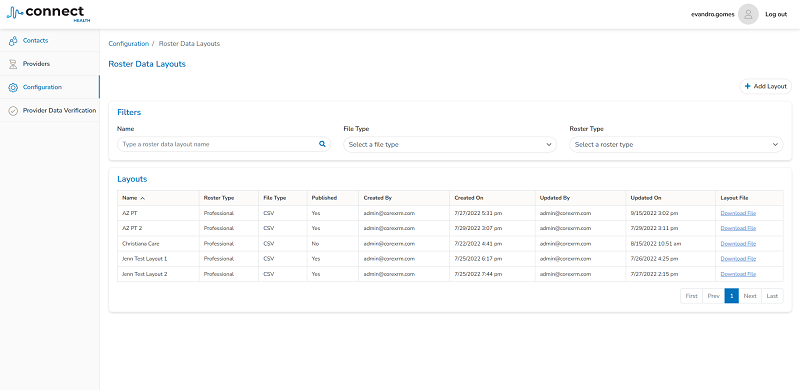 connect
HEALTH
evandro.gomes Log out
Contacts
Providers
Configuration
Provider Data Verification
Configuration / Roster Data Layouts
Roster Data Layouts
+ Add Layout
Filters
Name File Type Roster Type
Type a roster data layout name Select a file type Select a roster type
Layouts
Name Roster Type File Type Published Created By Created On Updated By Updated On Layout File
AZ PT Professional CSV Yes admin@corexrm.com 7/27/2022 5:31 pm admin@corexrm.com 9/15/2022 3:02 pm Download File
AZ PT 2 Professional CSV Yes admin@corexrm.com 7/29/2022 3:07 pm admin@corexrm.com 7/29/2022 3:11 pm Download File
Christiana Care Professional CSV No admin@corexrm.com 7/22/2022 4:41 pm admin@corexrm.com 8/15/2022 10:51 am Download File
Jenn Test Layout 1 Professional CSV Yes admin@corexrm.com 7/25/2022 6:17 pm admin@corexrm.com 7/26/2022 4:25 pm Download File
Jenn Test Layout 2 Professional CSV Yes admin@corexrm.com 7/25/2022 7:44 pm admin@corexrm.com 7/27/2022 2:15 pm Download File
First Prev 1 Next Last